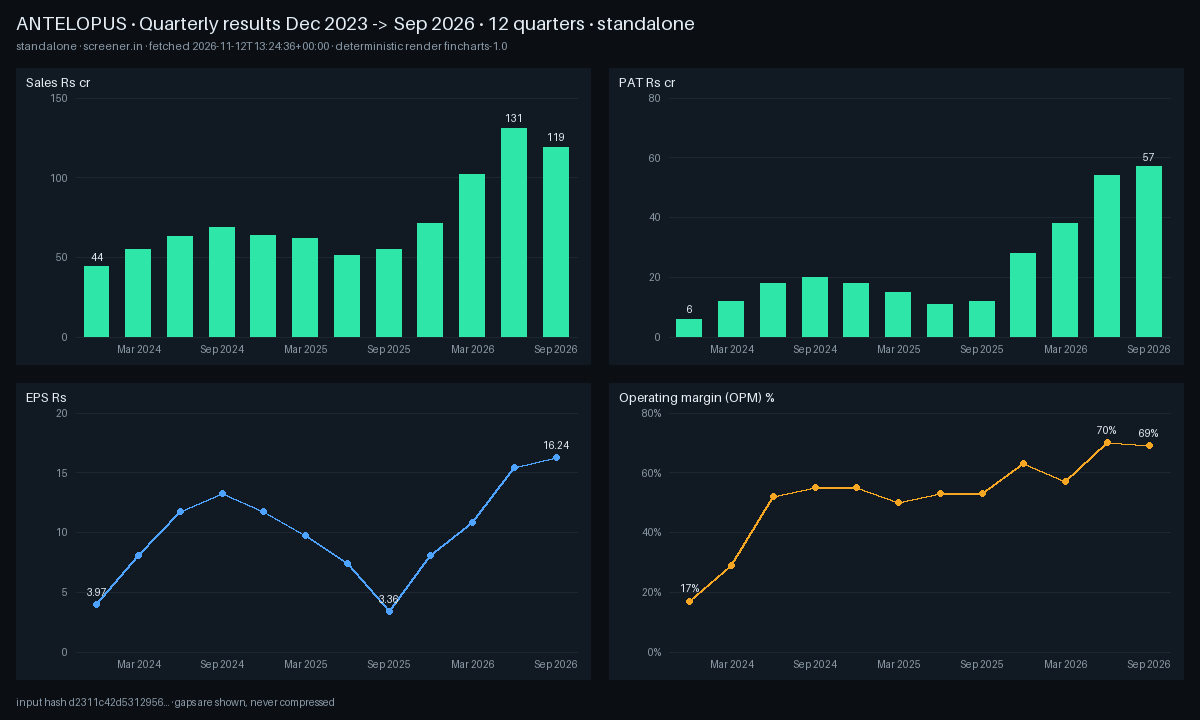 ANTELOPUS · Quarterly results Dec 2023 -> Sep 2026 · 12 quarters · standalone
standalone · screener.in · fetched 2026-11-12T13:24:36+00:00 · deterministic render fincharts-1.0
Sales Rs cr
150
100
50
0
44
131
119
Mar 2024 Sep 2024 Mar 2025 Sep 2025 Mar 2026 Sep 2026
PAT Rs cr
80
60
40
20
0
6
57
Mar 2024 Sep 2024 Mar 2025 Sep 2025 Mar 2026 Sep 2026
EPS Rs
20
15
10
5
0
3.97
3.36
16.24
Mar 2024 Sep 2024 Mar 2025 Sep 2025 Mar 2026 Sep 2026
Operating margin (OPM) %
80%
60%
40%
20%
0%
17%
70%
69%
Mar 2024 Sep 2024 Mar 2025 Sep 2025 Mar 2026 Sep 2026
input hash d2311c42d5312956… · gaps are shown, never compressed